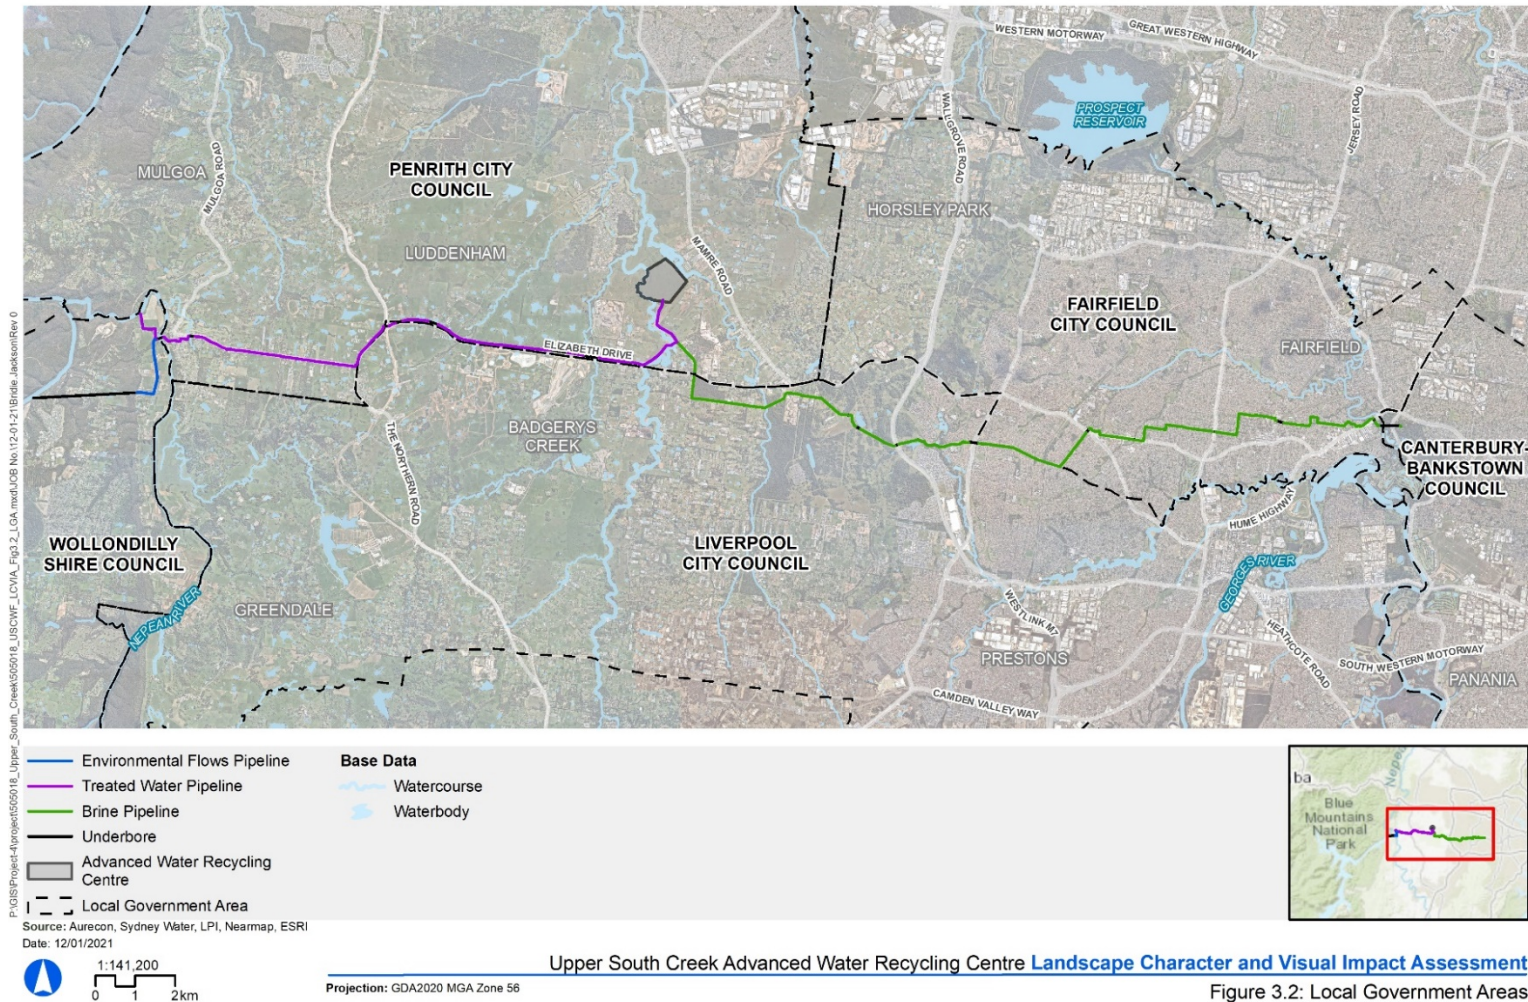 WESTERN MOTORWAY
GREAT WESTERN HIGHWAY
PROSPECT
RESERVOIR
JERSEY ROAD
WALLGROVE ROAD
MULGOA
MULGOA ROAD
PENRITH CITY
COUNCIL
HORSLEY PARK
LUDDENHAM
MAMRE ROAD
FAIRFIELD
CITY COUNCIL
FAIRFIELD
ELIZABETH DRIVE
BADGERYS
CREEK
THE NORTHERN ROAD
CANTERBURY-
BANKSTOWN
COUNCIL
HUME HIGHWAY
WOLLONDILLY
SHIRE COUNCIL
LIVERPOOL
CITY COUNCIL
GEORGES RIVER
GREENDALE
NEPEAN RIVER
WESTLINK M7
HEATHCOTE ROAD
PRESTONS
SOUTH WESTERN MOTORWAY
PANANIA
CAMDEN VALLEY WAY
Environmental Flows Pipeline
Treated Water Pipeline
Brine Pipeline
Underbore
Advanced Water Recycling
Centre
Local Government Area
Base Data
Watercourse
Waterbody
ba
Blue
Mountains
National
Park
Source: Aurecon, Sydney Water, LPI, Nearmap, ESRI
Date: 12/01/2021
1:141,200
0 1 2km
Projection: GDA2020 MGA Zone 56
Upper South Creek Advanced Water Recycling Centre Landscape Character and Visual Impact Assessment
Figure 3.2: Local Government Areas